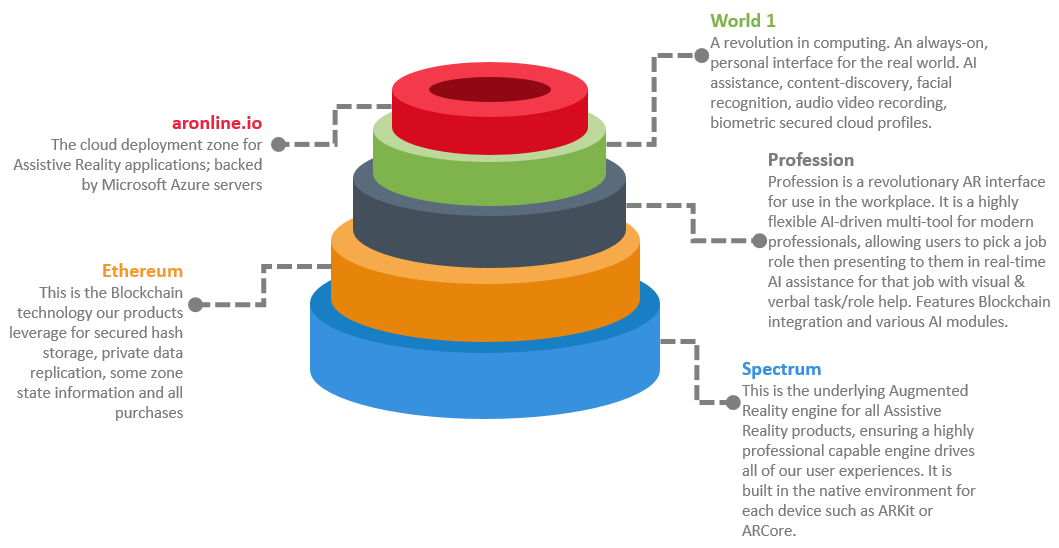 World 1
A revolution in computing. An always-on,
personal interface for the real world. AI
assistance, content-discovery, facial
recognition, audio video recording,
biometric secured cloud profiles.
aronline.io
The cloud deployment zone for
Assistive Reality applications; backed
by Microsoft Azure servers
Profession
Profession is a revolutionary AR interface
for use in the workplace. It is a highly
flexible AI-driven multi-tool for modern
professionals, allowing users to pick a job
role then presenting to them in real-time
AI assistance for that job with visual &
verbal task/role help. Features Blockchain
integration and various AI modules.
Ethereum
This is the Blockchain
technology our products
leverage for secured hash
storage, private data
replication, some zone
state information and all
purchases
Spectrum
This is the underlying Augmented
Reality engine for all Assistive
Reality products, ensuring a highly
professional capable engine drives
all of our user experiences. It is
built in the native environment for
each device such as ARKit or
ARCore.